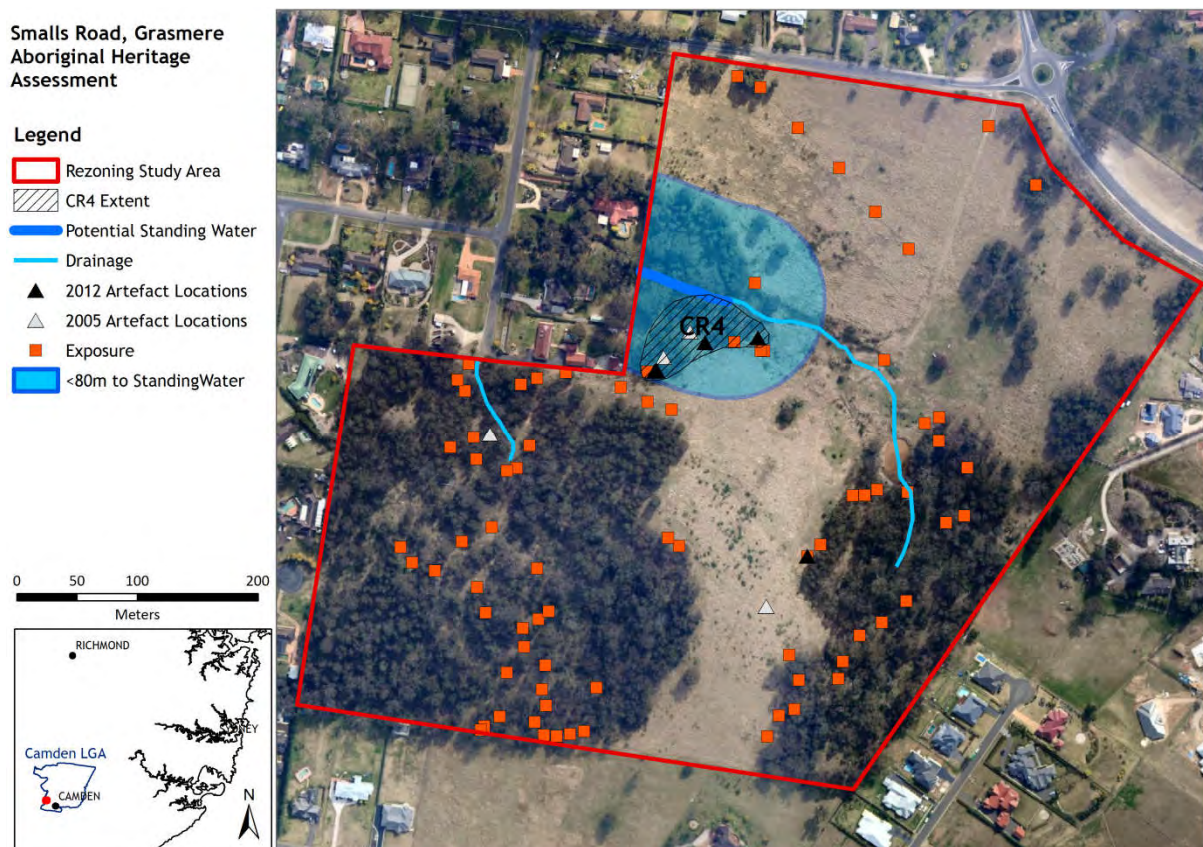 Smalls Road, Grasmere
Aboriginal Heritage
Assessment
Legend
Rezoning Study Area
CR4 Extent
Potential Standing Water
Drainage
2012 Artefact Locations
2005 Artefact Locations
Exposure
<80m to StandingWater
0 50 100 200
Meters
RICHMOND
Camden LGA
CAMDEN
N
CR4